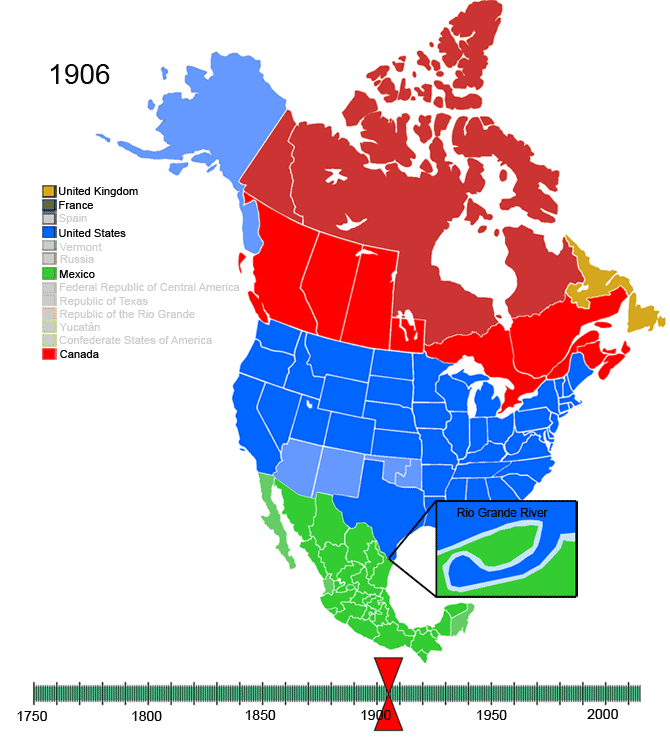 1906
United Kingdom
France
Spain
United States
Vermont
Russia
Mexico
Federal Republic of Central America
Republic of Texas
Republic of the Rio Grande
Yucatán
Confederate States of America
Canada
Rio Grande River
1750 1800 1850 1900 1950 2000